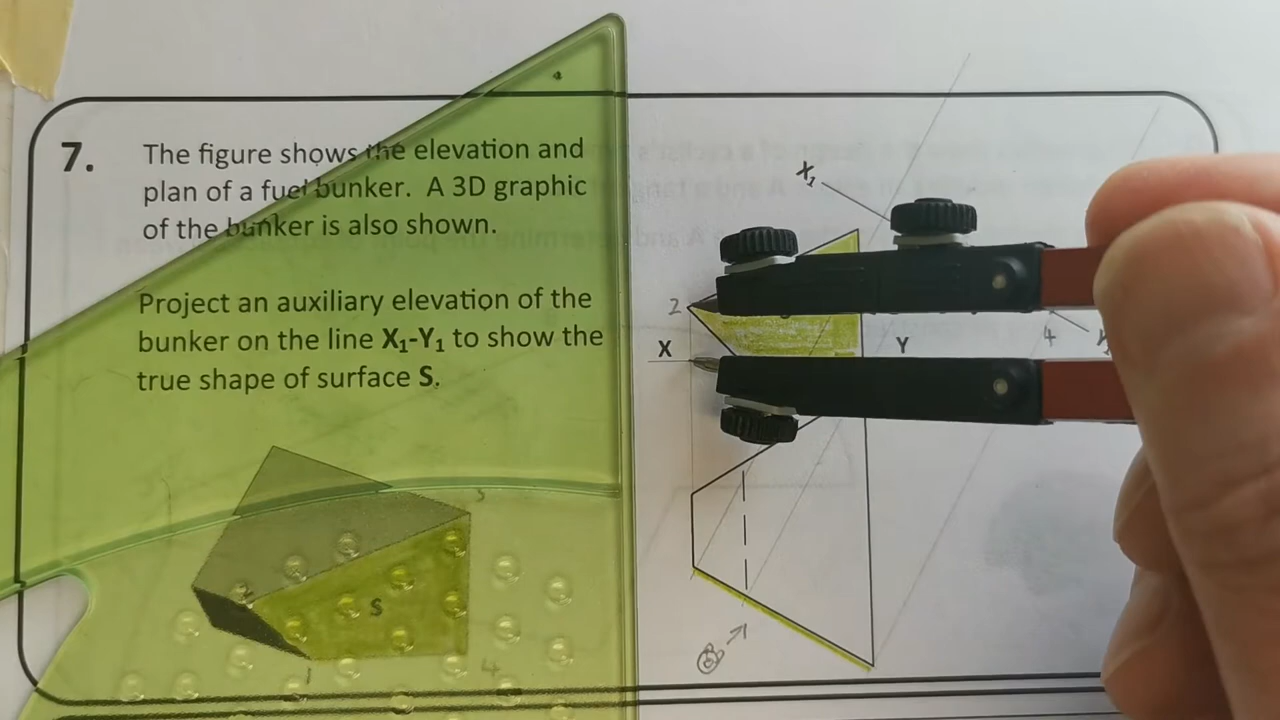 7.
The figure shows the elevation and
plan of a fuel bunker. A 3D graphic
of the bunker is also shown.
Project an auxiliary elevation of the
bunker on the line X₁-Y₁ to show the
true shape of surface S.
X₁
2
X
Y
4
3
2
S
1
4